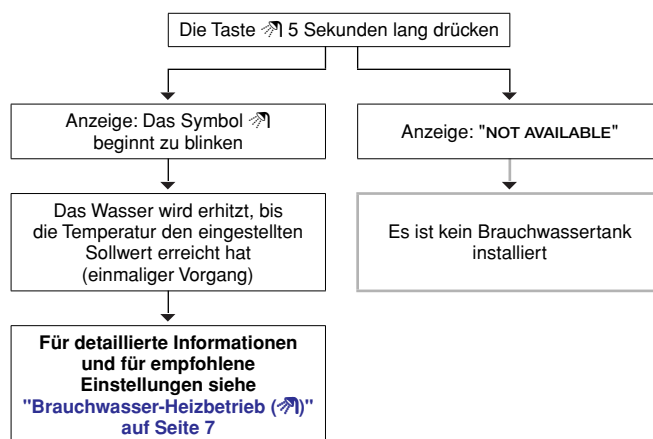 Die Taste 5 Sekunden lang drücken
Anzeige: Das Symbol
beginnt zu blinken
Anzeige: "NOT AVAILABLE"
Das Wasser wird erhitzt, bis
die Temperatur den eingestellten
Sollwert erreicht hat
(einmaliger Vorgang)
Es ist kein Brauchwassertank
installiert
Für detaillierte Informationen
und für empfohlene
Einstellungen siehe
"Brauchwasser-Heizbetrieb ()"
auf Seite 7